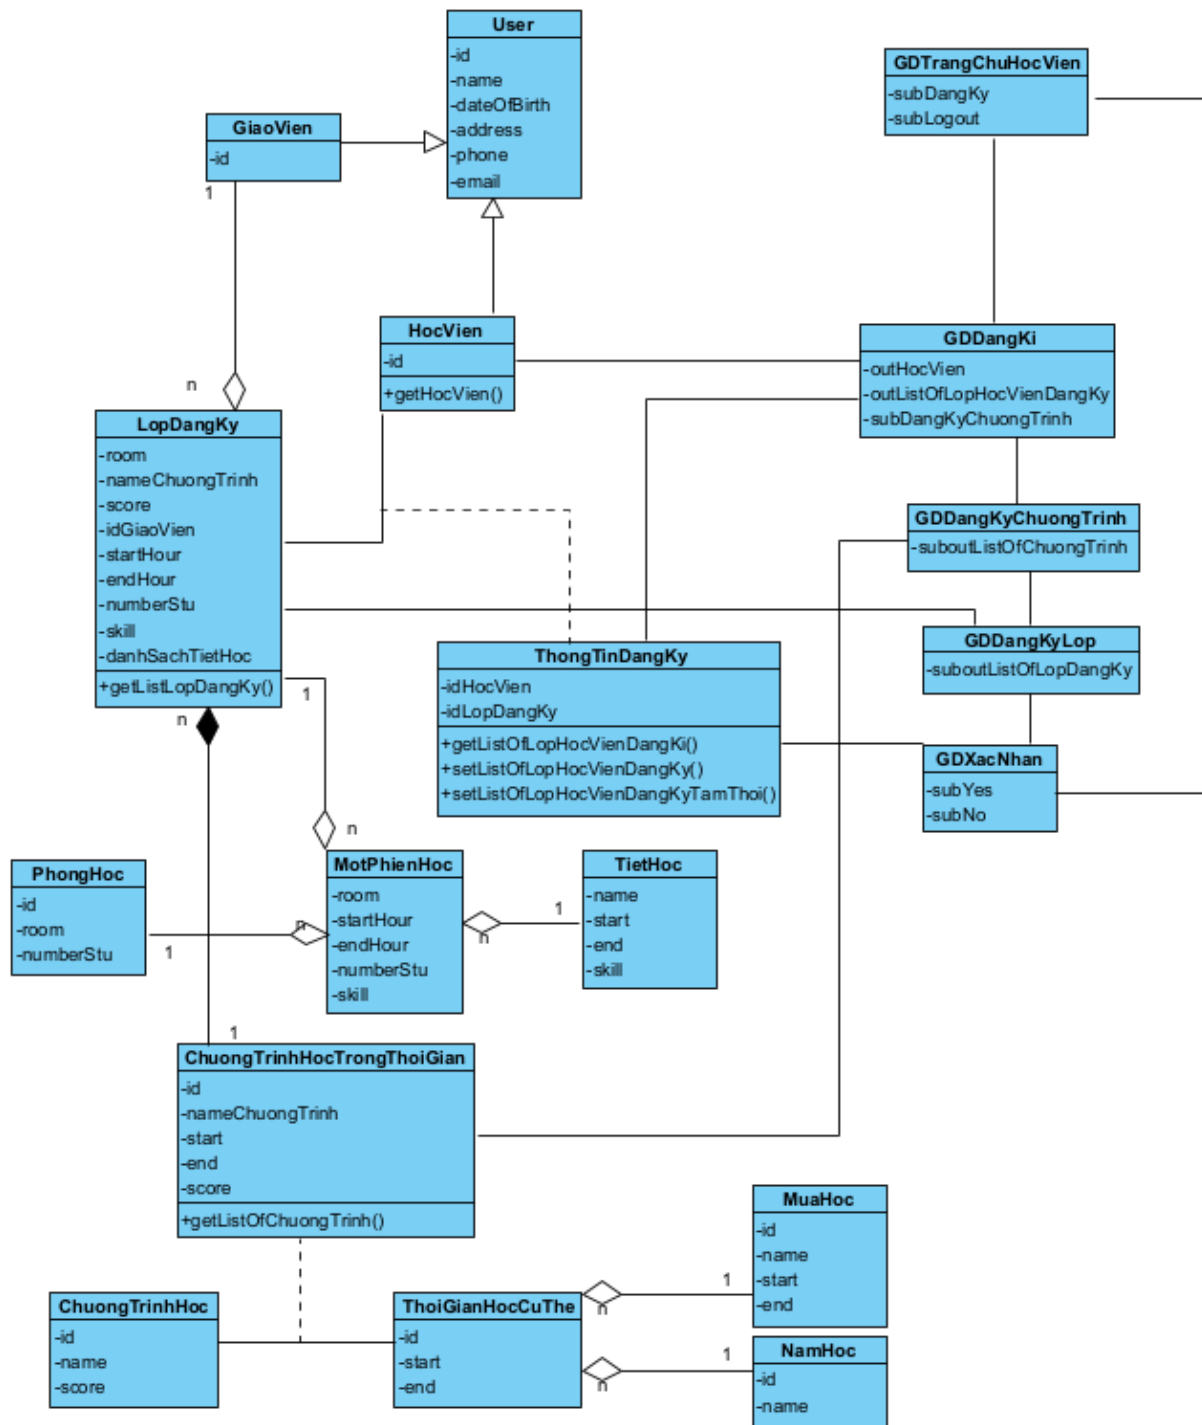 User
-id
-name
-dateOfBirth
-address
-phone
-email
GDTrangChuHocVien
-subDangKy
-subLogout
GiaoVien
-id
1
n
HocVien
-id
+getHocVien()
GDDangKi
-outHocVien
-outListOfLopHocVienDangKy
-subDangKyChuongTrinh
LopDangKy
-room
-nameChuongTrinh
-score
-idGiaoVien
-startHour
-endHour
-numberStu
-skill
-danhSachTietHoc
+getListLopDangKy()
GDDangKyChuongTrinh
-suboutListOfChuongTrinh
GDDangKyLop
-suboutListOfLopDangKy
ThongTinDangKy
-idHocVien
-idLopDangKy
+getListOfLopHocVienDangKi()
+setListOfLopHocVienDangKy()
+setListOfLopHocVienDangKyTamThoi()
GDXacNhan
-subYes
-subNo
n
1
n
PhongHoc
-id
-room
-numberStu
1
n
MotPhienHoc
-room
-startHour
-endHour
-numberStu
-skill
n
1
TietHoc
-name
-start
-end
-skill
1
ChuongTrinhHocTrongThoiGian
-id
-nameChuongTrinh
-start
-end
-score
+getListOfChuongTrinh()
MuaHoc
-id
-name
-start
-end
ChuongTrinhHoc
-id
-name
-score
ThoiGianHocCuThe
-id
-start
-end
n
1
n
1
NamHoc
-id
-name